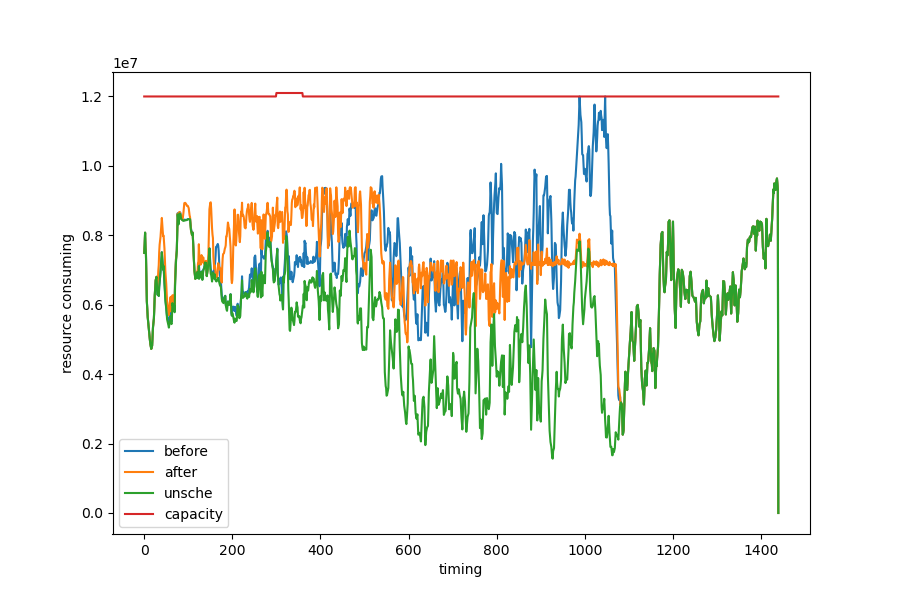 1e7
1.2
1.0
0.8
0.6
0.4
0.2
0.0
resource consuming
before
after
unsche
capacity
0 200 400 600 800 1000 1200 1400
timing